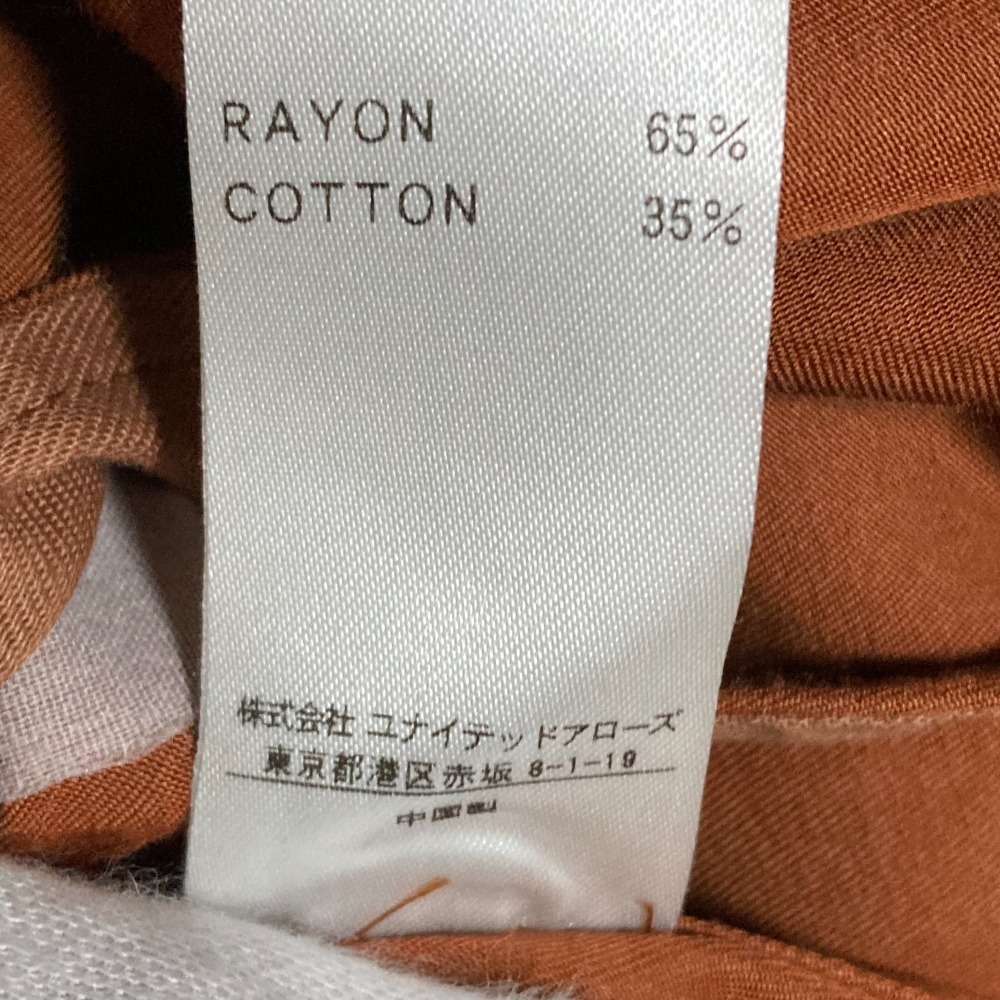 RAYON 65%
COTTON 35%
株式会社 ユナイテッドアローズ
東京都港区赤坂 8-1-19
中国製